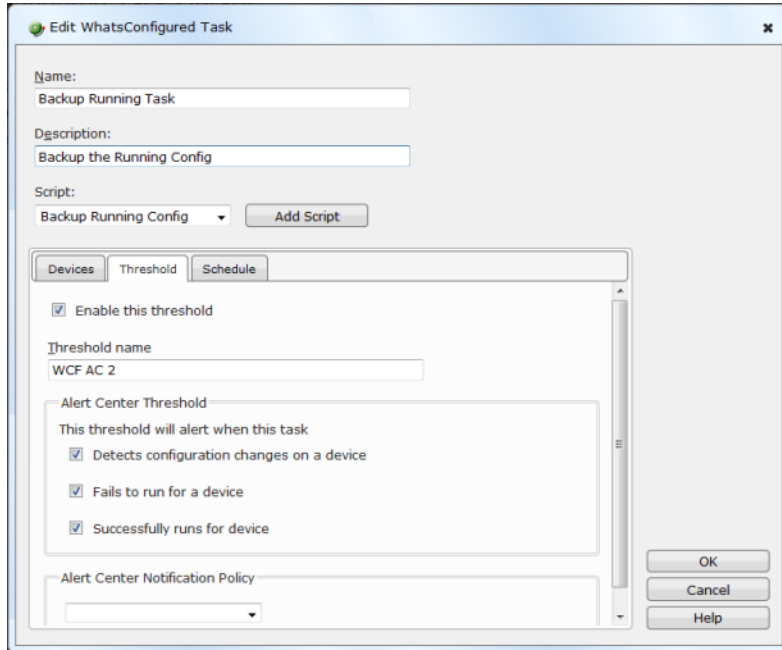 Edit WhatsConfigured Task
Name:
Backup Running Task
Description:
Backup the Running Config
Script:
Backup Running Config
Add Script
Devices Threshold Schedule
Enable this threshold
Threshold name
WCF AC 2
Alert Center Threshold
This threshold will alert when this task
Detects configuration changes on a device
Fails to run for a device
Successfully runs for device
Alert Center Notification Policy
OK
Cancel
Help